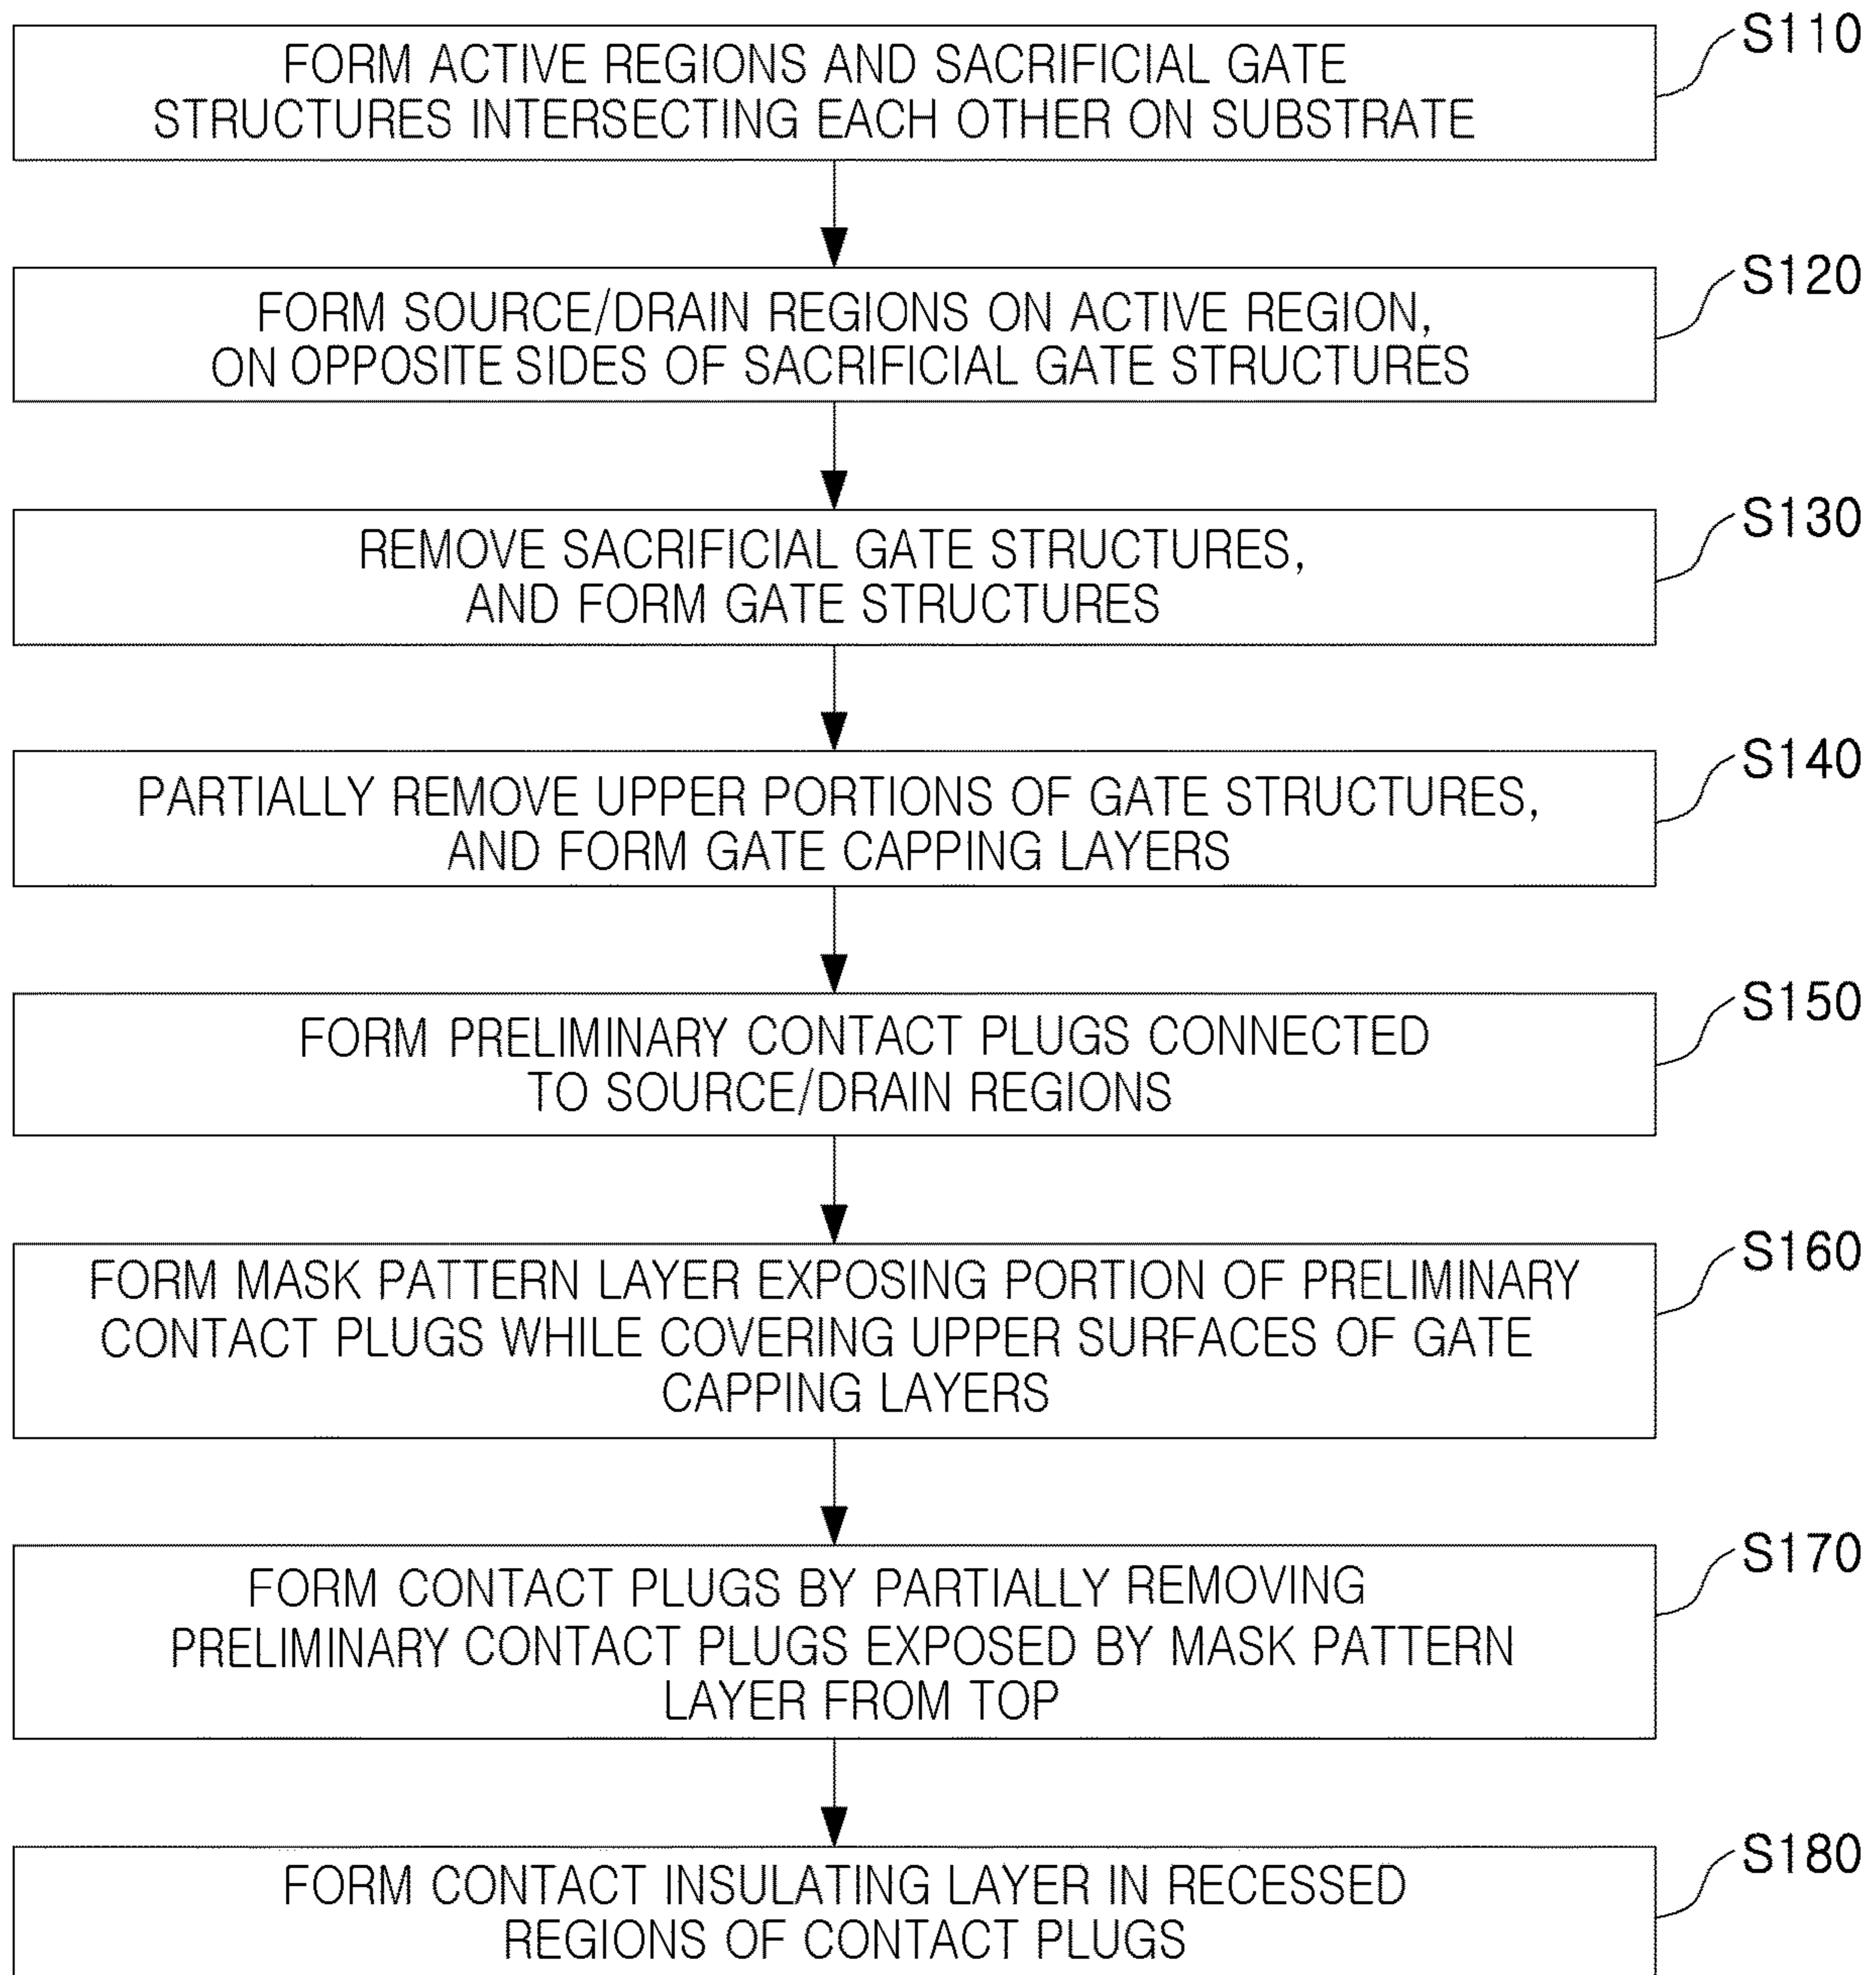 S110
FORM ACTIVE REGIONS AND SACRIFICIAL GATE
STRUCTURES INTERSECTING EACH OTHER ON SUBSTRATE
S120
FORM SOURCE/DRAIN REGIONS ON ACTIVE REGION,
ON OPPOSITE SIDES OF SACRIFICIAL GATE STRUCTURES
S130
REMOVE SACRIFICIAL GATE STRUCTURES,
AND FORM GATE STRUCTURES
S140
PARTIALLY REMOVE UPPER PORTIONS OF GATE STRUCTURES,
AND FORM GATE CAPPING LAYERS
S150
FORM PRELIMINARY CONTACT PLUGS CONNECTED
TO SOURCE/DRAIN REGIONS
S160
FORM MASK PATTERN LAYER EXPOSING PORTION OF PRELIMINARY
CONTACT PLUGS WHILE COVERING UPPER SURFACES OF GATE
CAPPING LAYERS
S170
FORM CONTACT PLUGS BY PARTIALLY REMOVING
PRELIMINARY CONTACT PLUGS EXPOSED BY MASK PATTERN
LAYER FROM TOP
S180
FORM CONTACT INSULATING LAYER IN RECESSED
REGIONS OF CONTACT PLUGS